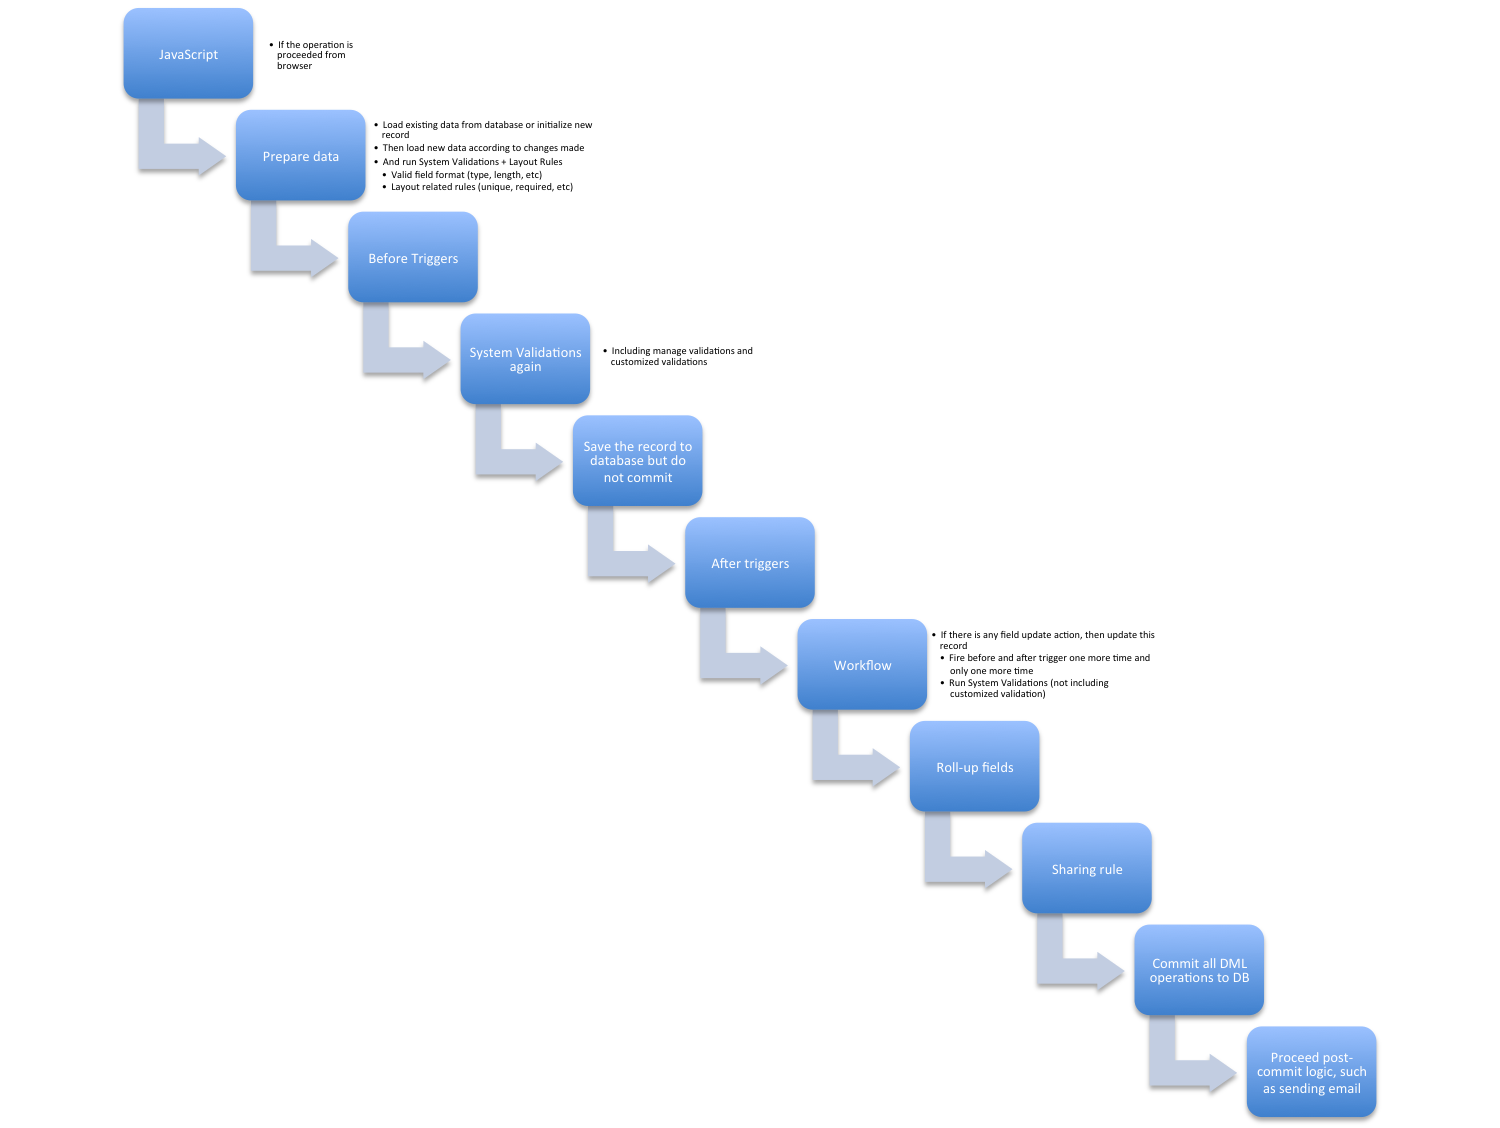 JavaScript
• If the operation is
proceeded from
browser
Prepare data
• Load existing data from database or initialize new
record
• Then load new data according to changes made
• And run System Validations + Layout Rules
• Valid field format (type, length, etc)
• Layout related rules (unique, required, etc)
Before Triggers
System Validations
again
• Including manage validations and
customized validations
Save the record to
database but do
not commit
After triggers
Workflow
• If there is any field update action, then update this
record
• Fire before and after trigger one more time and
only one more time
• Run System Validations (not including
customized validation)
Roll-up fields
Sharing rule
Commit all DML
operations to DB
Proceed post-
commit logic, such
as sending email